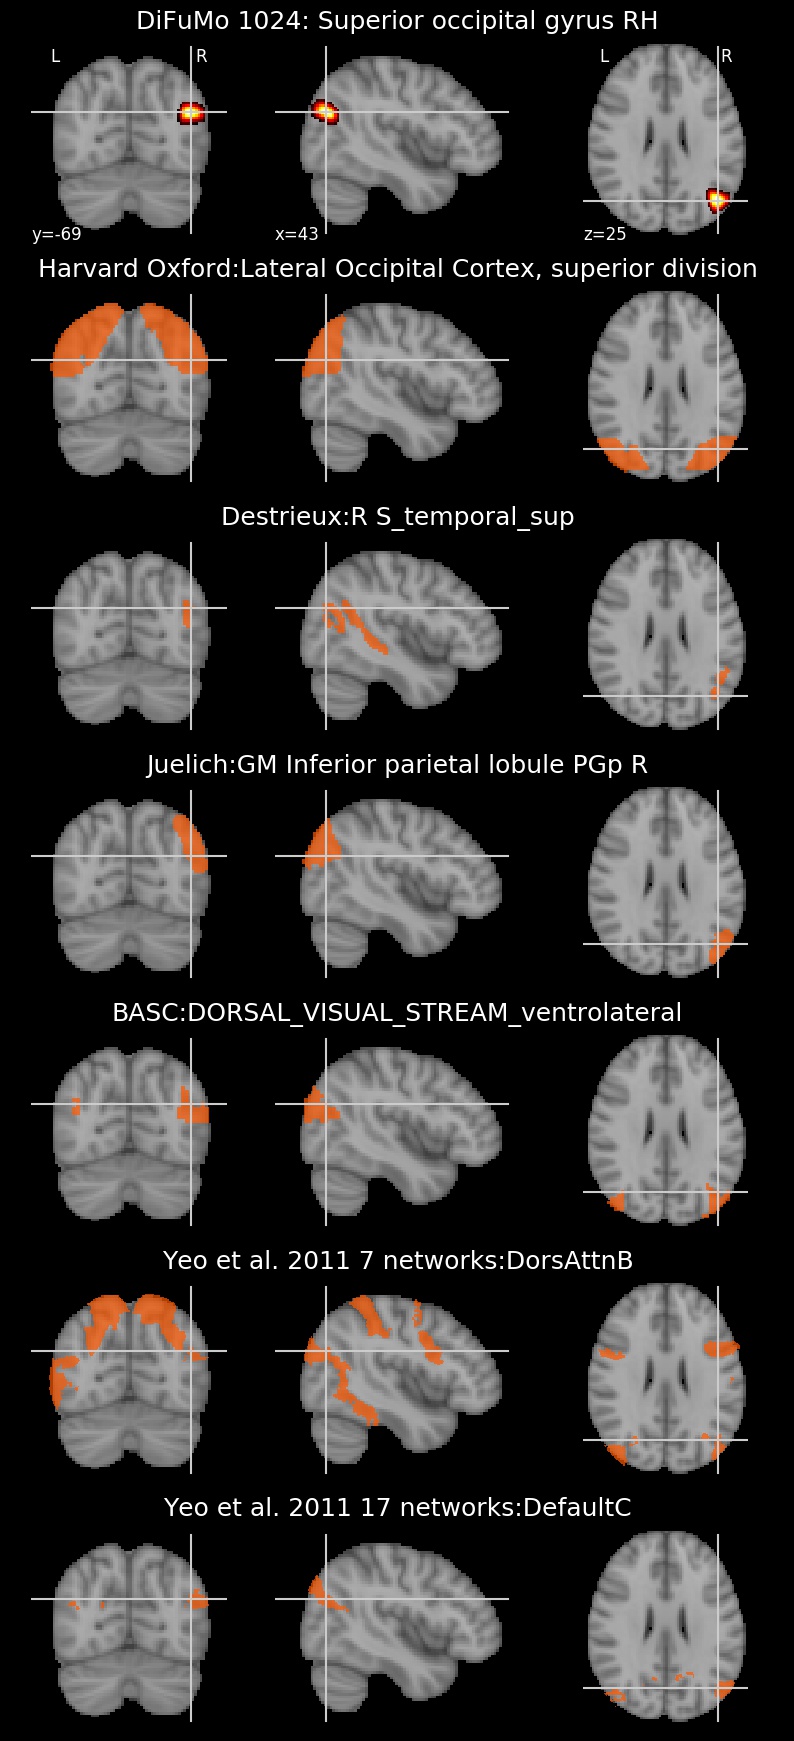 DiFuMo 1024: Superior occipital gyrus RH
L R L R
y=-69 x=43 z=25
Harvard Oxford:Lateral Occipital Cortex, superior division
Destrieux:R S_temporal_sup
Juelich:GM Inferior parietal lobule PGp R
BASC:DORSAL_VISUAL_STREAM_ventrolateral
Yeo et al. 2011 7 networks:DorsAttnB
Yeo et al. 2011 17 networks:DefaultC